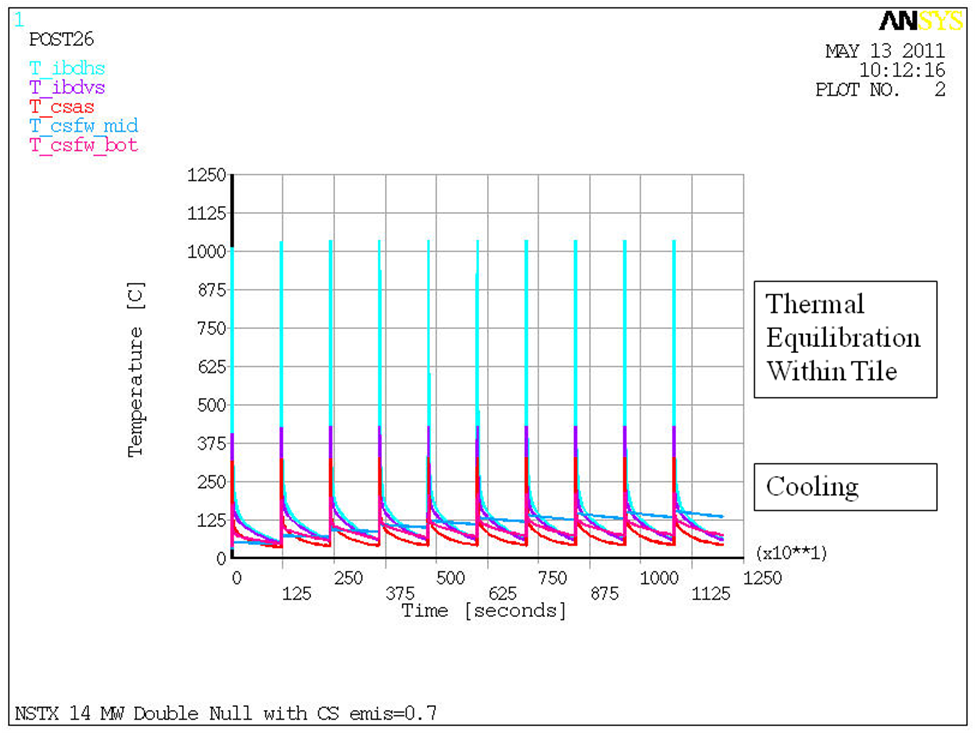 1
ANSYS
POST26
MAY 13 2011
10:12:16
PLOT NO. 2
T_ibdhs
T_ibdvs
T_csas
T_csfw_mid
T_csfw_bot
1250
1125
1000
875
750
625
500
375
250
125
0
Temperature [C]
Thermal
Equilibration
Within Tile
Cooling
(x10**1)
0 250 500 750 1000 1250
125 375 625 875 1125
Time [seconds]
NSTX 14 MW Double Null with CS emis=0.7